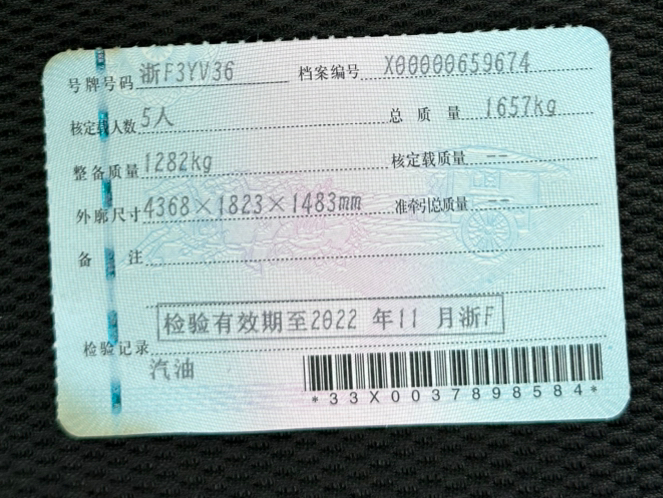 号牌号码 浙F3YV36 档案编号 X00000659674
核定载人数 5人 总质量 1657kg
整备质量 1282kg 核定载质量 --
外廓尺寸 4368×1823×1483mm 准牵引总质量 --
备注
检验有效期至2022 年11 月浙F
检验记录
汽油
*33X0037898584*